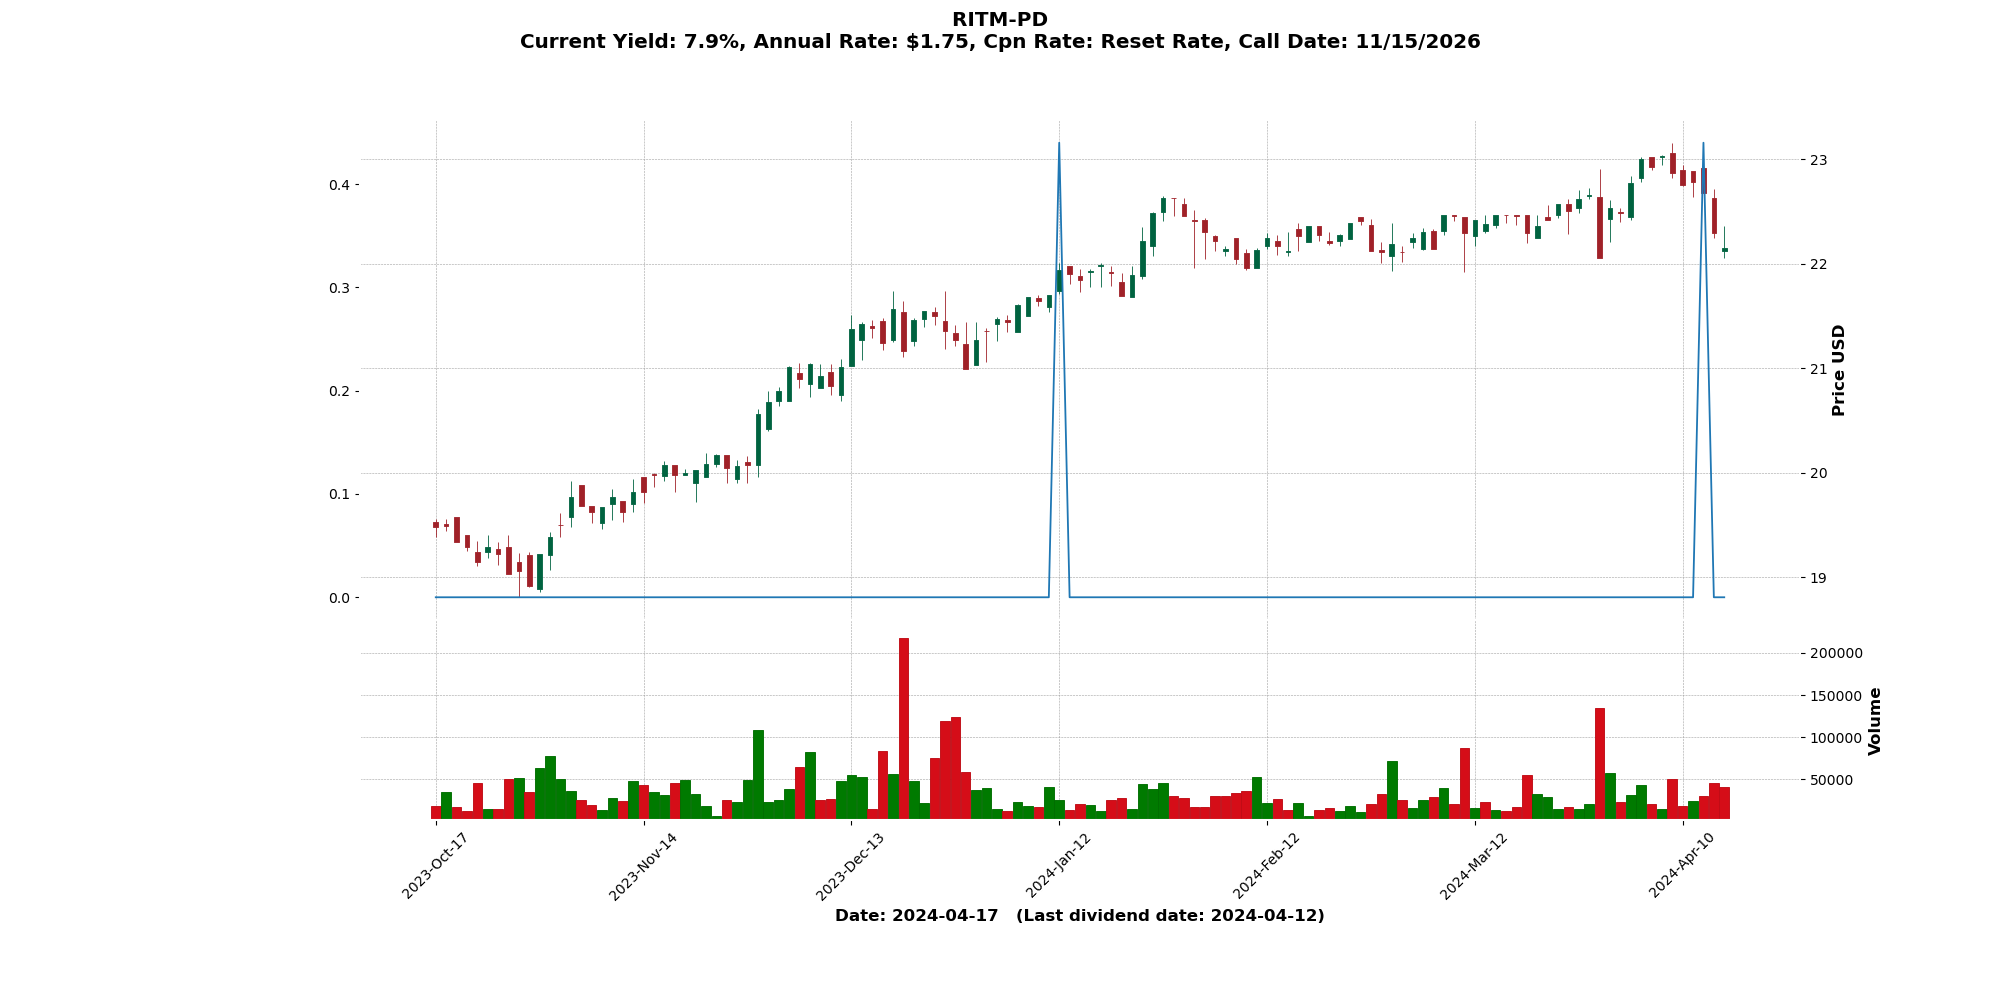 RITM-PD
Current Yield: 7.9%, Annual Rate: $1.75, Cpn Rate: Reset Rate, Call Date: 11/15/2026
0.4
0.3
0.2
0.1
0.0
23
22
21
20
19
Price USD
200000
150000
100000
50000
Volume
2023-Oct-17
2023-Nov-14
2023-Dec-13
2024-Jan-12
2024-Feb-12
2024-Mar-12
2024-Apr-10
Date: 2024-04-17 (Last dividend date: 2024-04-12)